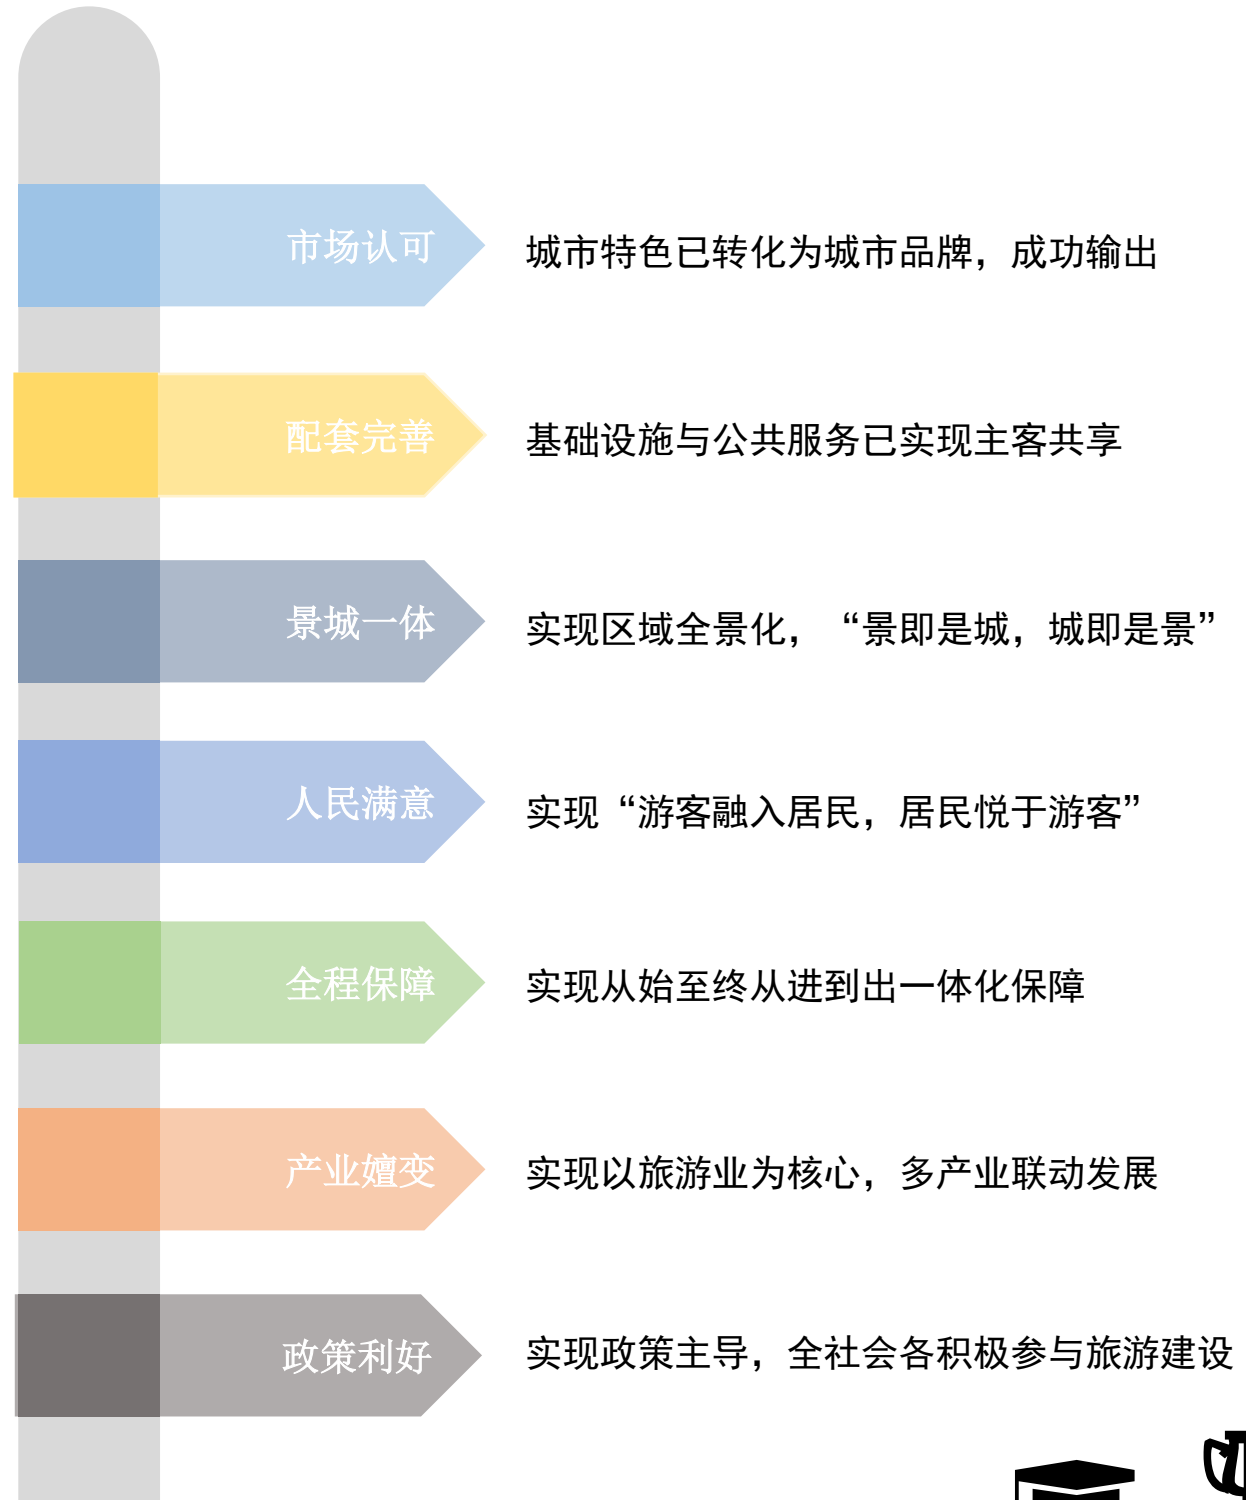 市场认可
城市特色已转化为城市品牌，成功输出
配套完善
基础设施与公共服务已实现主客共享
景城一体
实现区域全景化，“景即是城，城即是景”
人民满意
实现“游客融入居民，居民悦于游客”
全程保障
实现从始至终从进到出一体化保障
产业嬗变
实现以旅游业为核心，多产业联动发展
政策利好
实现政策主导，全社会各积极参与旅游建设